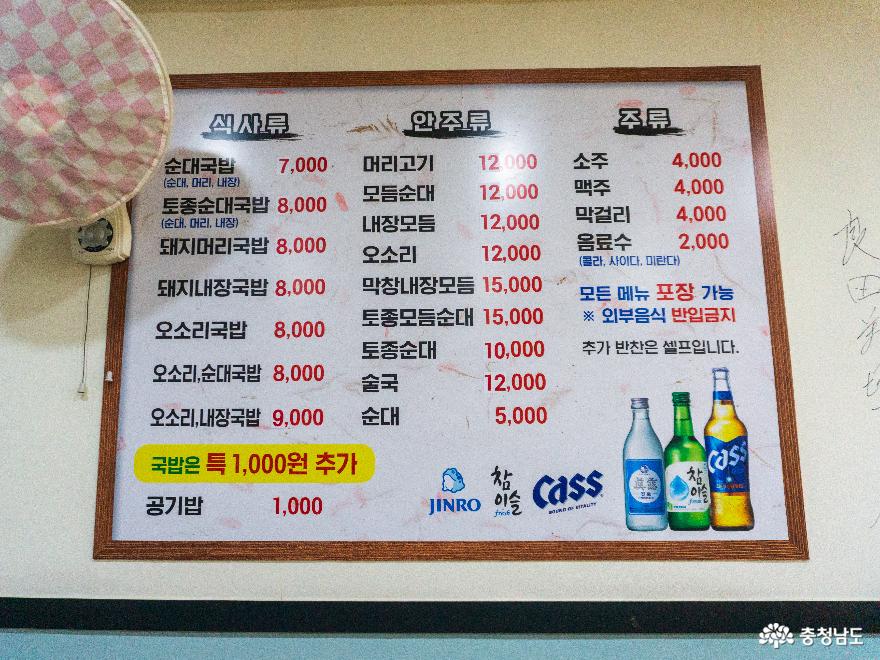 식사류
순대국밥 7,000
(순대, 머리, 내장)
토종순대국밥 8,000
(순대, 머리, 내장)
돼지머리국밥 8,000
돼지내장국밥 8,000
오소리국밥 8,000
오소리,순대국밥 8,000
오소리,내장국밥 9,000
국밥은 특 1,000원 추가
공기밥 1,000
안주류
머리고기 12,000
모듬순대 12,000
내장모듬 12,000
오소리 12,000
막창내장모듬 15,000
토종모듬순대 15,000
토종순대 10,000
술국 12,000
순대 5,000
주류
소주 4,000
맥주 4,000
막걸리 4,000
음료수 2,000
(콜라, 사이다, 미란다)
모든 메뉴 포장 가능
※ 외부음식 반입금지
추가 반찬은 셀프입니다.
JINRO
참
이슬
fresh
Cass
SOUND OF VITALITY
참
이슬
Cass
충청남도